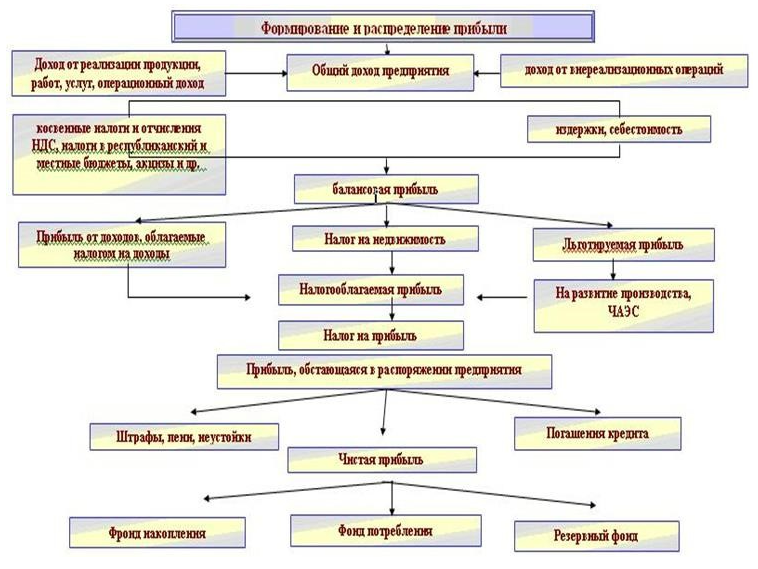 Формирование и распределение прибыли
Доход от реализации продукции,
работ, услуг, операционный доход
Общий доход предприятия
доход от внереализационных операций
косвенные налоги и отчисления
НДС, налоги в республиканский и
местные бюджеты, акцизы и др.
издержки, себестоимость
балансовая прибыль
Прибыль от доходов, облагаемые
налогом на доходы
Налог на недвижимость
Льготируемая прибыль
Налогооблагаемая прибыль
На развитие производства,
ЧАЭС
Налог на прибыль
Прибыль, обстающаяся в распоряжении предприятия
Штрафы, пени, неустойки
Погашения кредита
Чистая прибыль
Фронд накопления
Фонд потребления
Резервный фонд